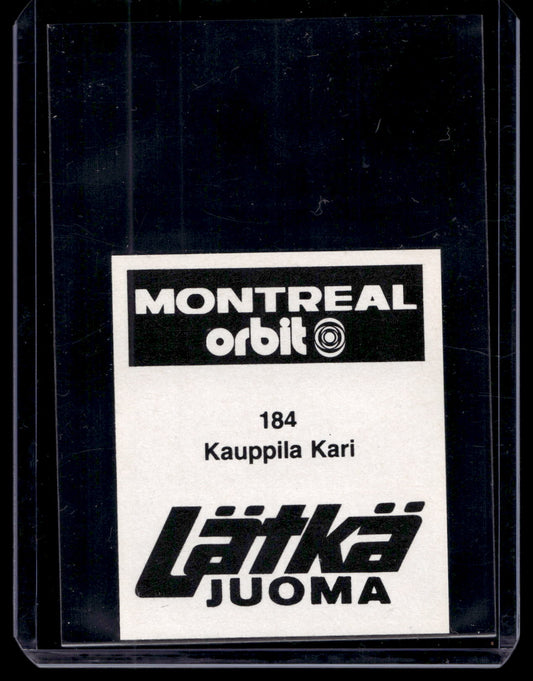 MONTREAL
orbit
184
Kauppila Kari
Lätkä
JUOMA